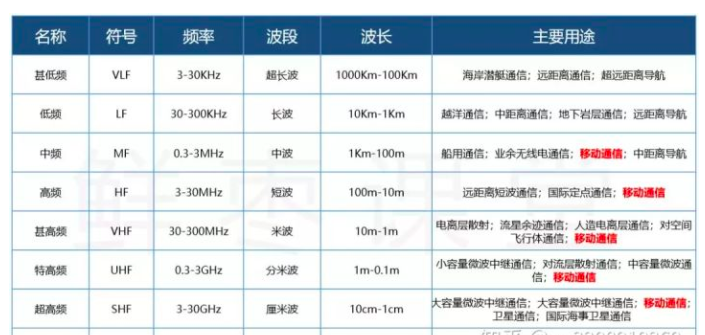 名称 符号 频率 波段 波长 主要用途
甚低频 VLF 3-30KHz 超长波 1000Km-100Km 海岸潜艇通信；远距离通信；超远距离导航
低频 LF 30-300KHz 长波 10Km-1Km 越洋通信；中距离通信；地下岩层通信；远距离导航
中频 MF 0.3-3MHz 中波 1Km-100m 船用通信；业余无线电通信；移动通信；中距离导航
高频 HF 3-30MHz 短波 100m-10m 远距离短波通信；国际定点通信；移动通信
甚高频 VHF 30-300MHz 米波 10m-1m 电离层散射；流星余迹通信；人造电离层通信；对空间
飞行体通信；移动通信
特高频 UHF 0.3-3GHz 分米波 1m-0.1m 小容量微波中继通信；对流层散射通信；中容量微波通
信；移动通信
超高频 SHF 3-30GHz 厘米波 10cm-1cm 大容量微波中继通信；大容量微波中继通信；移动通信；
卫星通信；国际海事卫星通信
鲜枣课堂